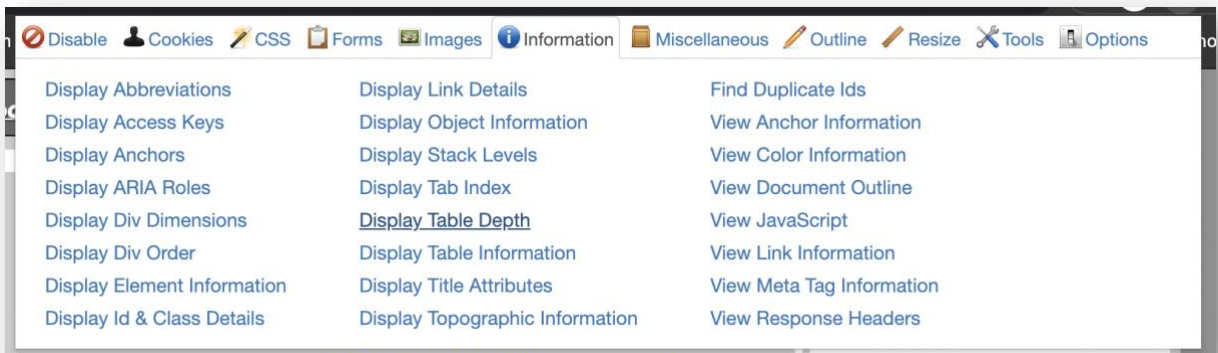 Disable Cookies CSS Forms Images Information Miscellaneous Outline Resize Tools Options
Display Abbreviations
Display Access Keys
Display Anchors
Display ARIA Roles
Display Div Dimensions
Display Div Order
Display Element Information
Display Id & Class Details
Display Link Details
Display Object Information
Display Stack Levels
Display Tab Index
Display Table Depth
Display Table Information
Display Title Attributes
Display Topographic Information
Find Duplicate Ids
View Anchor Information
View Color Information
View Document Outline
View JavaScript
View Link Information
View Meta Tag Information
View Response Headers